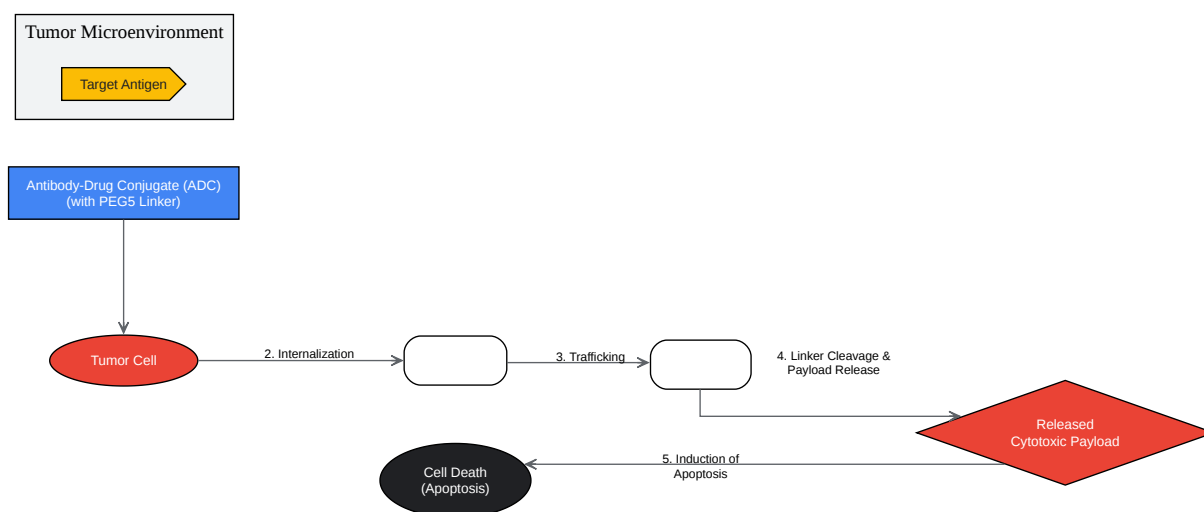 Tumor Microenvironment
Target Antigen
Antibody-Drug Conjugate (ADC)
(with PEG5 Linker)
Tumor Cell
2. Internalization
3. Trafficking
4. Linker Cleavage &
Payload Release
Released
Cytotoxic Payload
5. Induction of
Apoptosis
Cell Death
(Apoptosis)